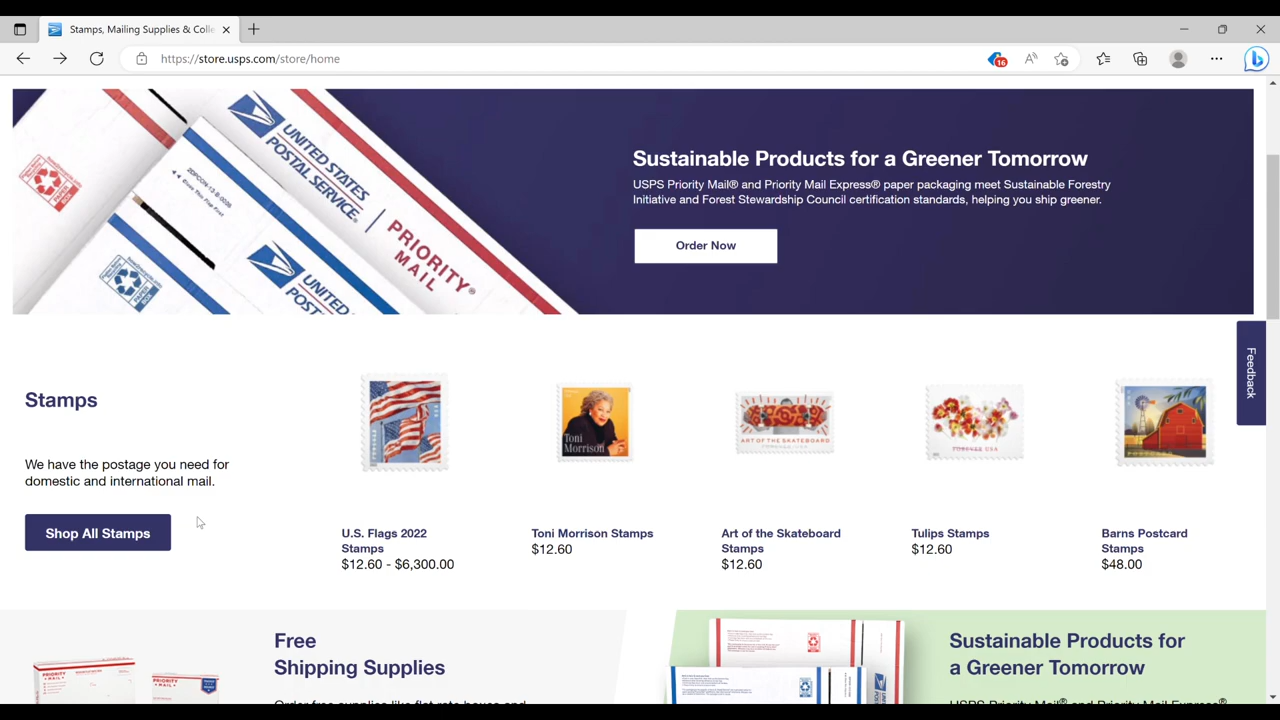 Stamps, Mailing Supplies & Colle
https://store.usps.com/store/home
16
UNITED STATES
POSTAL SERVICE®
PRIORITY
MAIL®
UNITED
Sustainable Products for a Greener Tomorrow
USPS Priority Mail® and Priority Mail Express® paper packaging meet Sustainable Forestry
Initiative and Forest Stewardship Council certification standards, helping you ship greener.
Order Now
Feedback
Stamps
We have the postage you need for
domestic and international mail.
Shop All Stamps
Toni
Morrison
ART OF THE SKATEBOARD
FOREVER USA
U.S. Flags 2022
Stamps
$12.60 - $6,300.00
Toni Morrison Stamps
$12.60
Art of the Skateboard
Stamps
$12.60
Tulips Stamps
$12.60
Barns Postcard
Stamps
$48.00
Free
Shipping Supplies
PRIORITY
MAIL
PRIORITY
MAIL
Sustainable Products for
a Greener Tomorrow